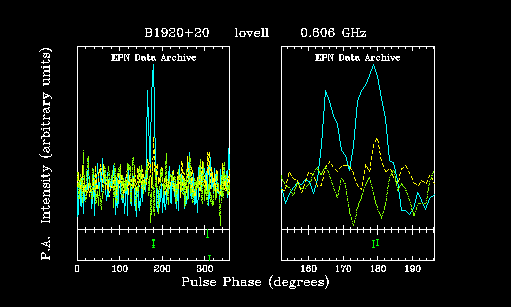 B1920+20 lovell 0.606 GHz
EPN Data Archive EPN Data Archive
P.A. Intensity (arbitrary units)
0 100 200 300 160 170 180 190
Pulse Phase (degrees)